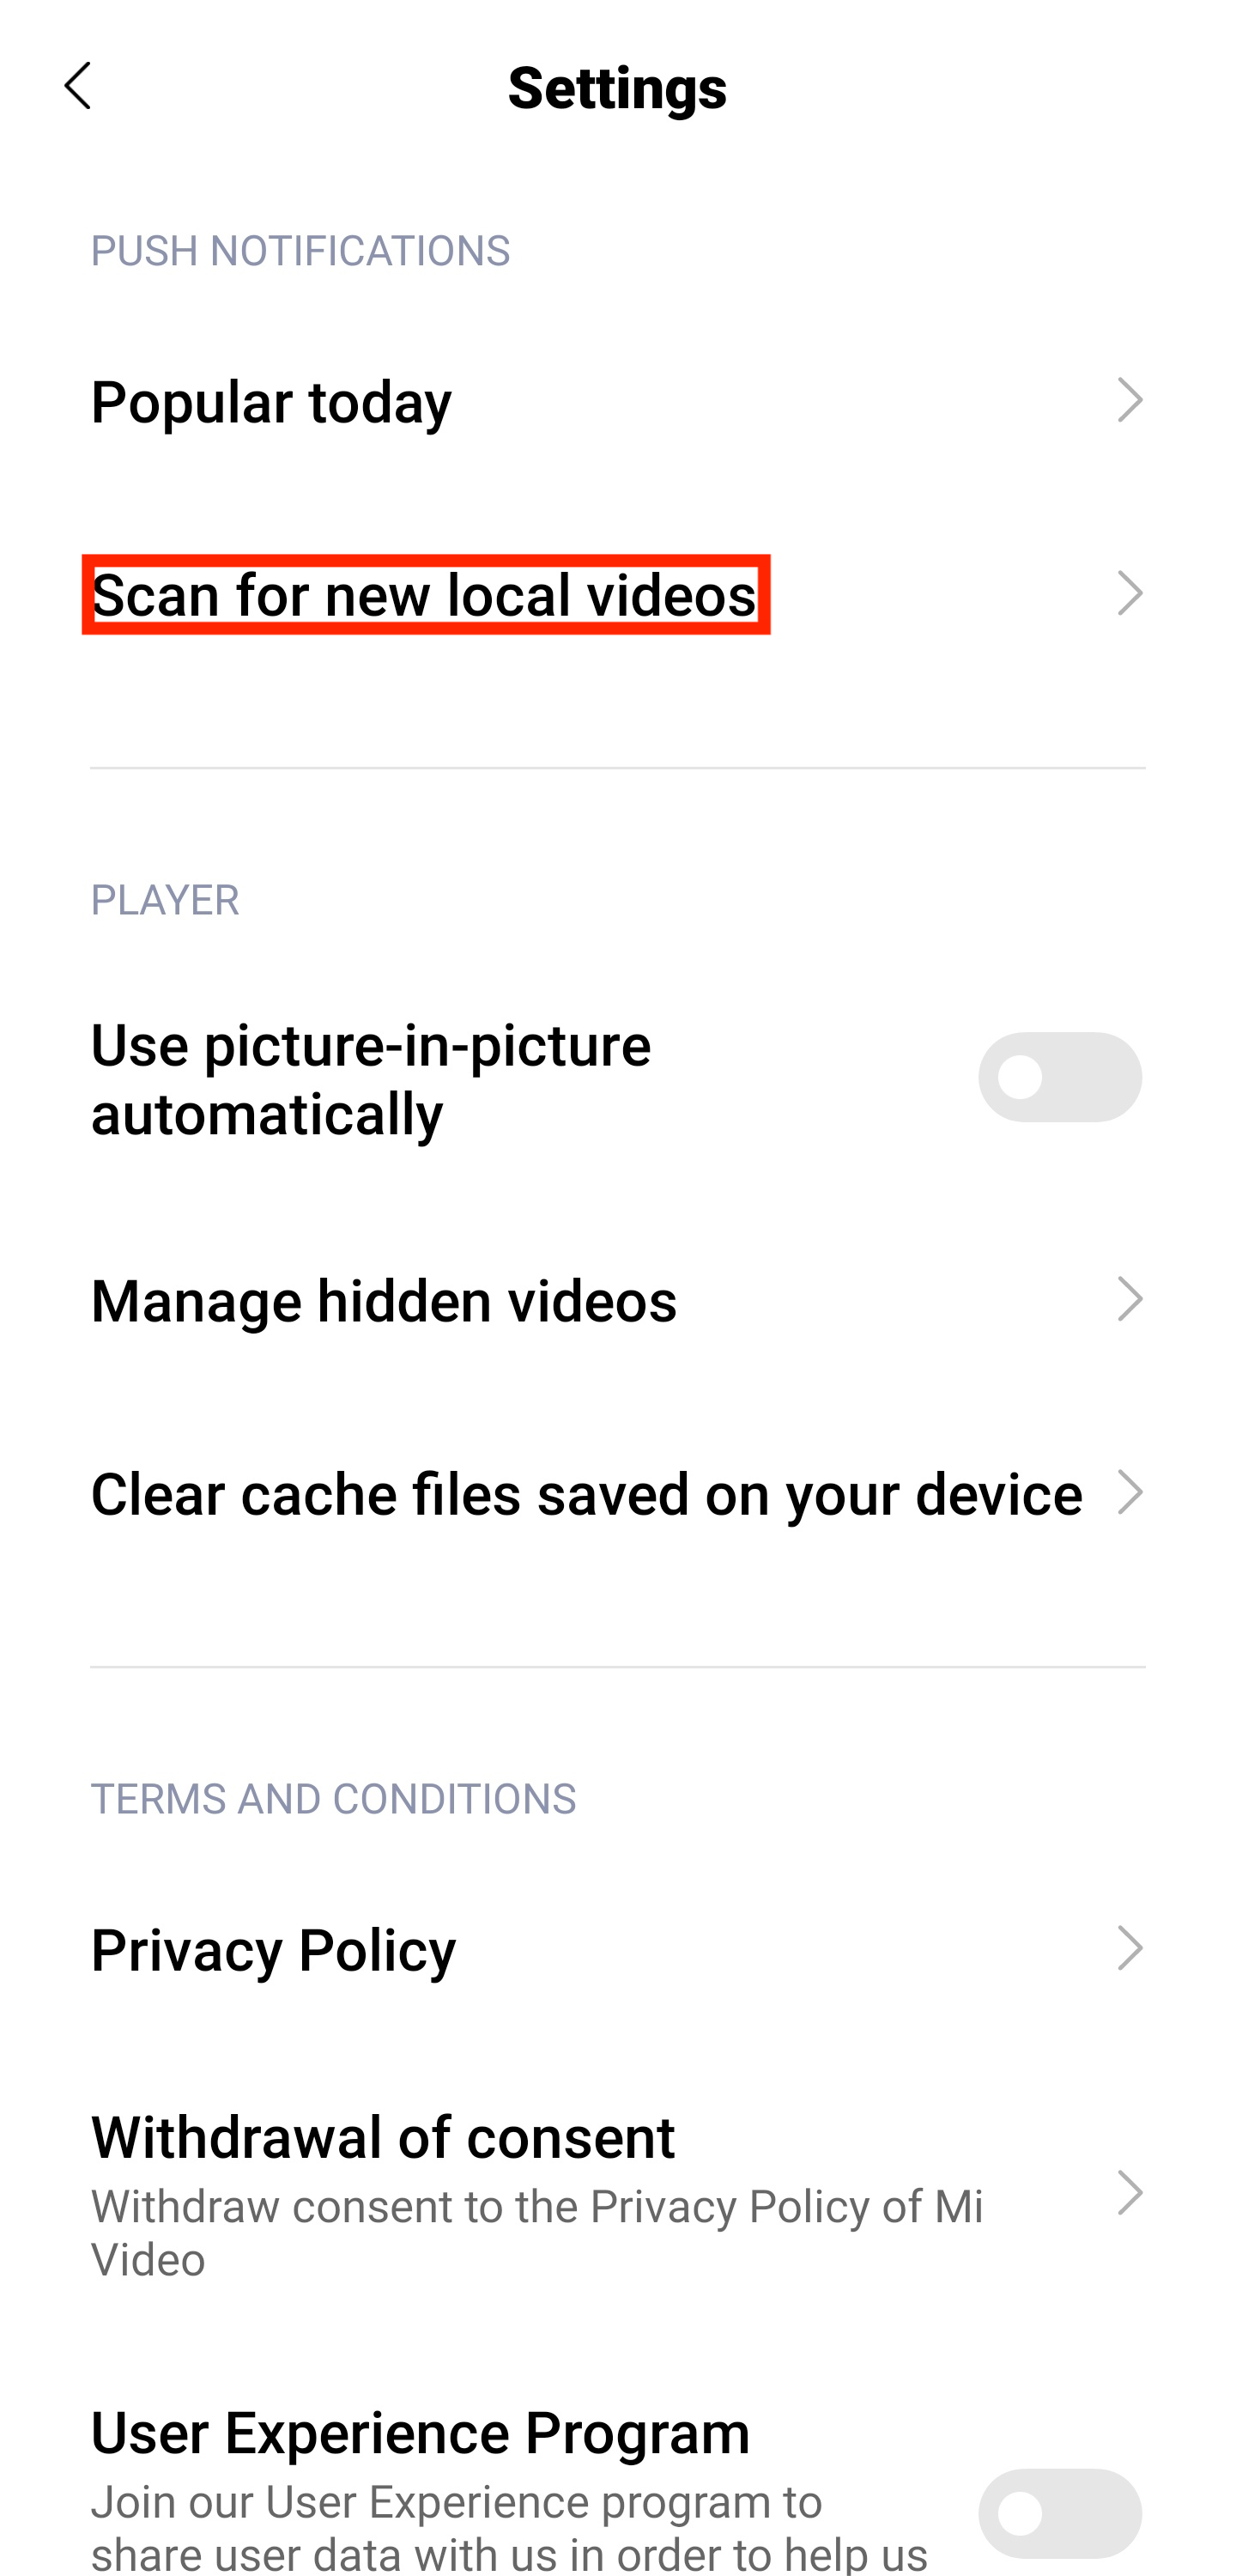 Settings
PUSH NOTIFICATIONS
Popular today
Scan for new local videos
PLAYER
Use picture-in-picture
automatically
Manage hidden videos
Clear cache files saved on your device
TERMS AND CONDITIONS
Privacy Policy
Withdrawal of consent
Withdraw consent to the Privacy Policy of Mi
Video
User Experience Program
Join our User Experience program to
share user data with us in order to help us